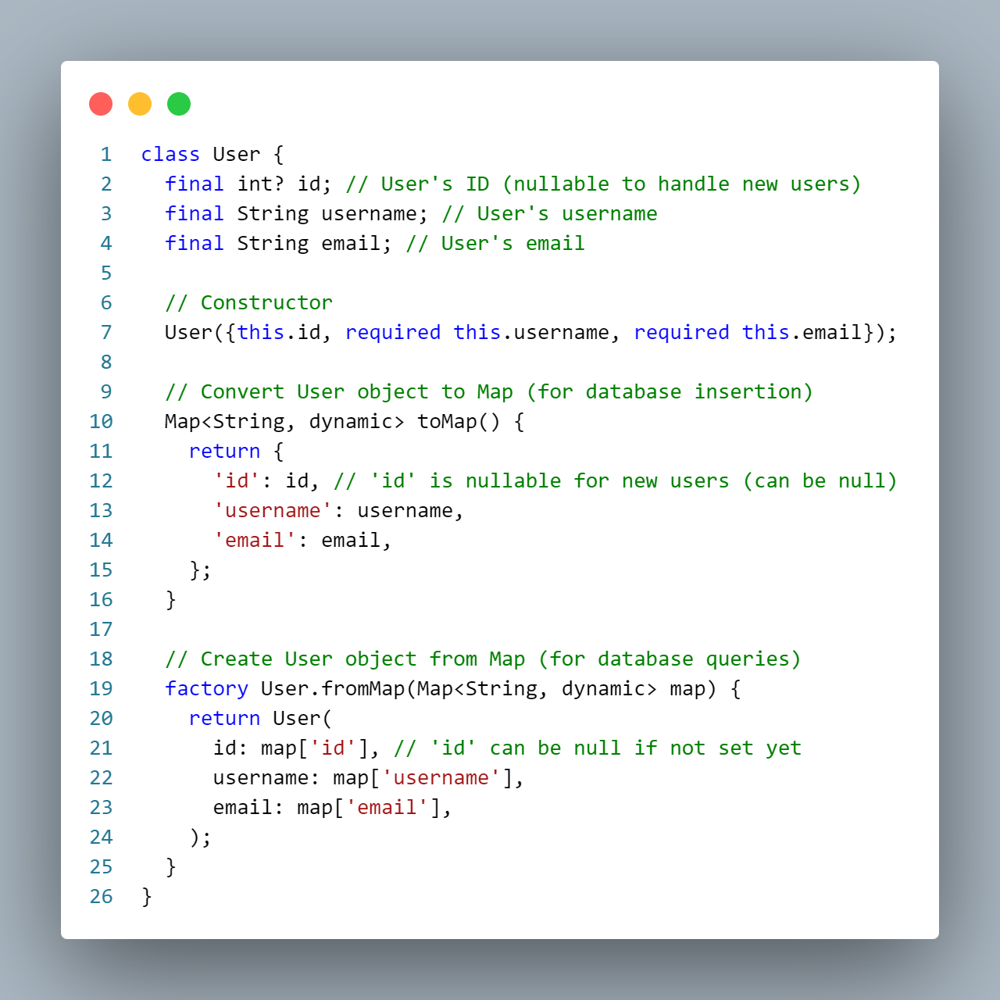 1 class User {
2 final int? id; // User's ID (nullable to handle new users)
3 final String username; // User's username
4 final String email; // User's email
5
6 // Constructor
7 User({this.id, required this.username, required this.email});
8
9 // Convert User object to Map (for database insertion)
10 Map<String, dynamic> toMap() {
11 return {
12 'id': id, // 'id' is nullable for new users (can be null)
13 'username': username,
14 'email': email,
15 };
16 }
17
18 // Create User object from Map (for database queries)
19 factory User.fromMap(Map<String, dynamic> map) {
20 return User(
21 id: map['id'], // 'id' can be null if not set yet
22 username: map['username'],
23 email: map['email'],
24 );
25 }
26 }